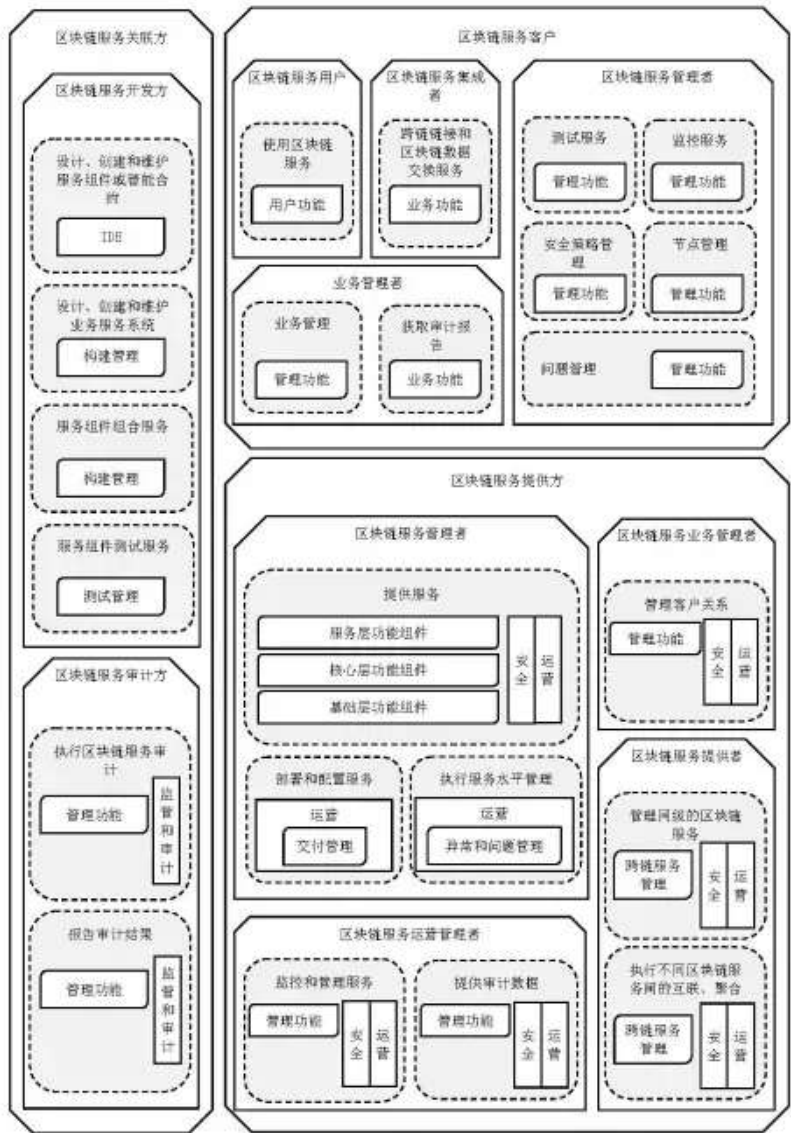 区块链服务关联方
区块链服务开发方
设计、创建和维护
服务组件或智能合
约
IDE
设计、创建和维护
业务服务系统
构建管理
服务组件组合服务
构建管理
服务组件测试服务
测试管理
区块链服务审计方
执行区块链服务审
计
管理功能
监管和审计
报告审计结果
管理功能
监管和审计
区块链服务客户
区块链服务用户
使用区块链
服务
用户功能
区块链服务集成
者
跨链链接和
区块链数据
交换服务
业务功能
区块链服务管理者
测试服务
管理功能
监控服务
管理功能
安全策略管
理
管理功能
节点管理
管理功能
问题管理
管理功能
业务管理者
业务管理
管理功能
获取审计报
告
业务功能
区块链服务提供方
区块链服务管理者
提供服务
服务层功能组件
核心层功能组件
基础层功能组件
安全
运营
部署和配置服务
运营
交付管理
执行服务水平管理
运营
异常和问题管理
区块链服务业务管理者
管理客户关系
管理功能
安全
运营
区块链服务提供者
管理同级的区块链
服务
跨链服务
管理
安全
运营
执行不同区块链服
务间的互联、聚合
跨链服务
管理
安全
运营
区块链服务运营管理者
监控和管理服务
管理功能
安全
运营
提供审计数据
管理功能
安全
运营